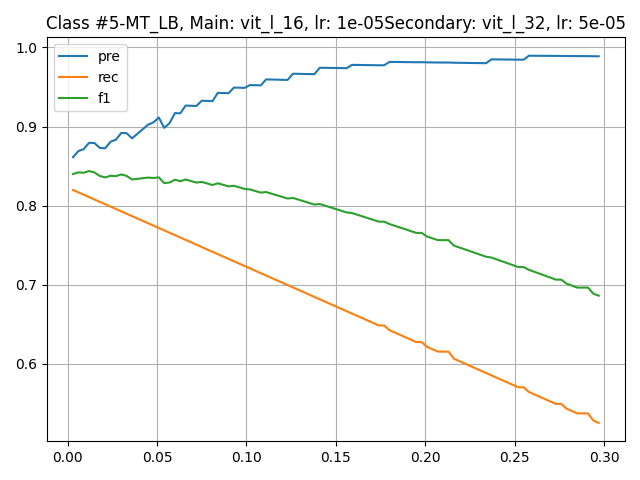 Class #5-MT_LB, Main: vit_l_16, lr: 1e-05Secondary: vit_l_32, lr: 5e-05
1.0
pre
rec
f1
0.9
0.8
0.7
0.6
0.00 0.05 0.10 0.15 0.20 0.25 0.30